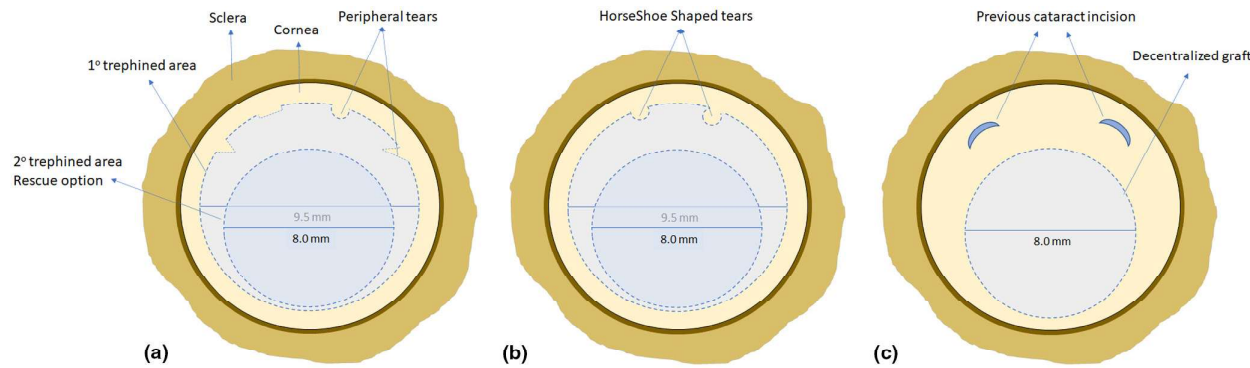 Sclera
Cornea
Peripheral tears
1º trephined area
2º trephined area
Rescue option
9.5 mm
8.0 mm
(a)
HorseShoe Shaped tears
9.5 mm
8.0 mm
(b)
Previous cataract incision
Decentralized graft
8.0 mm
(c)